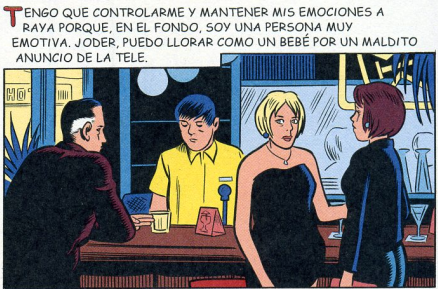 TENGO QUE CONTROLARME Y MANTENER MIS EMOCIONES A
RAYA PORQUE, EN EL FONDO, SOY UNA PERSONA MUY
EMOTIVA. JODER, PUEDO LLORAR COMO UN BEBÉ POR UN MALDITO
ANUNCIO DE LA TELE.
HO